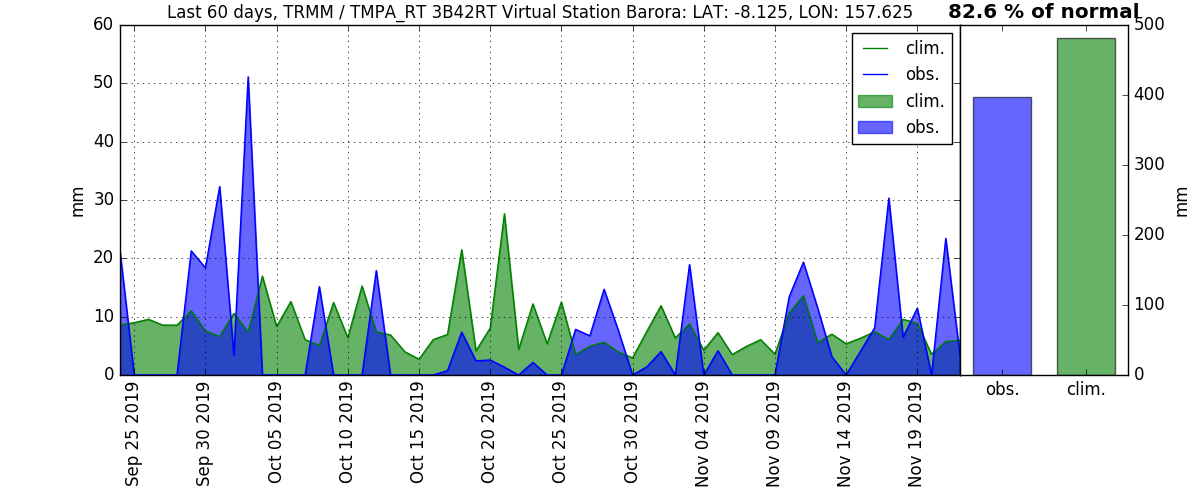 Last 60 days, TRMM / TMPA_RT 3B42RT Virtual Station Barora: LAT: -8.125, LON: 157.625
82.6 % of normal
60
50
40
30
20
10
0
mm
clim.
obs.
clim.
obs.
500
400
300
200
100
0
mm
obs.
clim.
Sep 25 2019
Sep 30 2019
Oct 05 2019
Oct 10 2019
Oct 15 2019
Oct 20 2019
Oct 25 2019
Oct 30 2019
Nov 04 2019
Nov 09 2019
Nov 14 2019
Nov 19 2019